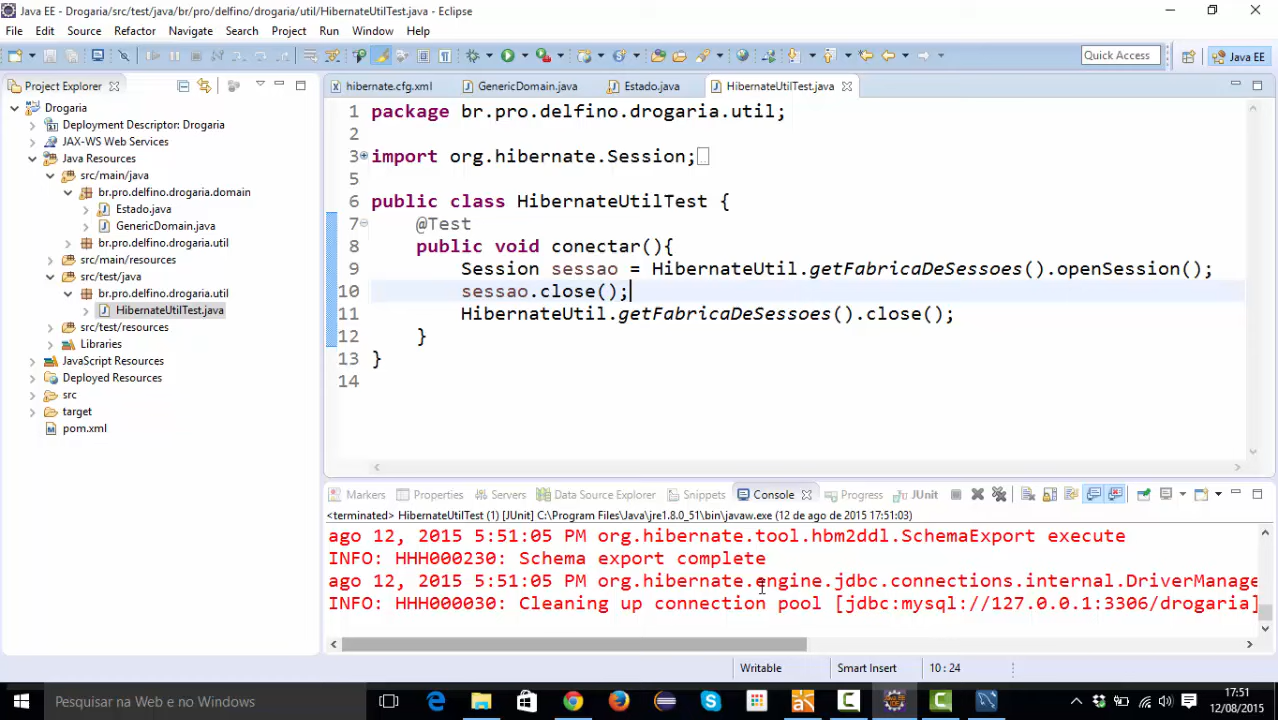 Java EE - Drogaria/src/test/java/br/pro/delfino/drogaria/util/HibernateUtilTest.java - Eclipse
File Edit Source Refactor Navigate Search Project Run Window Help
Quick Access
Java EE
Project Explorer
Drogaria
Deployment Descriptor: Drogaria
JAX-WS Web Services
Java Resources
src/main/java
br.pro.delfino.drogaria.domain
Estado.java
GenericDomain.java
br.pro.delfino.drogaria.util
src/main/resources
src/test/java
br.pro.delfino.drogaria.util
HibernateUtilTest.java
src/test/resources
Libraries
JavaScript Resources
Deployed Resources
src
target
pom.xml
hibernate.cfg.xml GenericDomain.java Estado.java HibernateUtilTest.java
1 package br.pro.delfino.drogaria.util;
2
3 import org.hibernate.Session;
5
6 public class HibernateUtilTest {
7 @Test
8 public void conectar(){
9 Session sessao = HibernateUtil.getFabricaDeSessoes().openSession();
10 sessao.close();
11 HibernateUtil.getFabricaDeSessoes().close();
12 }
13 }
14
Markers Properties Servers Data Source Explorer Snippets Console Progress JUnit
<terminated> HibernateUtilTest (1) [JUnit] C:\Program Files\Java\jre1.8.0_51\bin\javaw.exe (12 de ago de 2015 17:51:03)
ago 12, 2015 5:51:05 PM org.hibernate.tool.hbm2ddl.SchemaExport execute
INFO: HHH000230: Schema export complete
ago 12, 2015 5:51:05 PM org.hibernate.engine.jdbc.connections.internal.DriverManage
INFO: HHH000030: Cleaning up connection pool [jdbc:mysql://127.0.0.1:3306/drogaria]
Writable Smart Insert 10 : 24
Pesquisar na Web e no Windows
17:51
12/08/2015